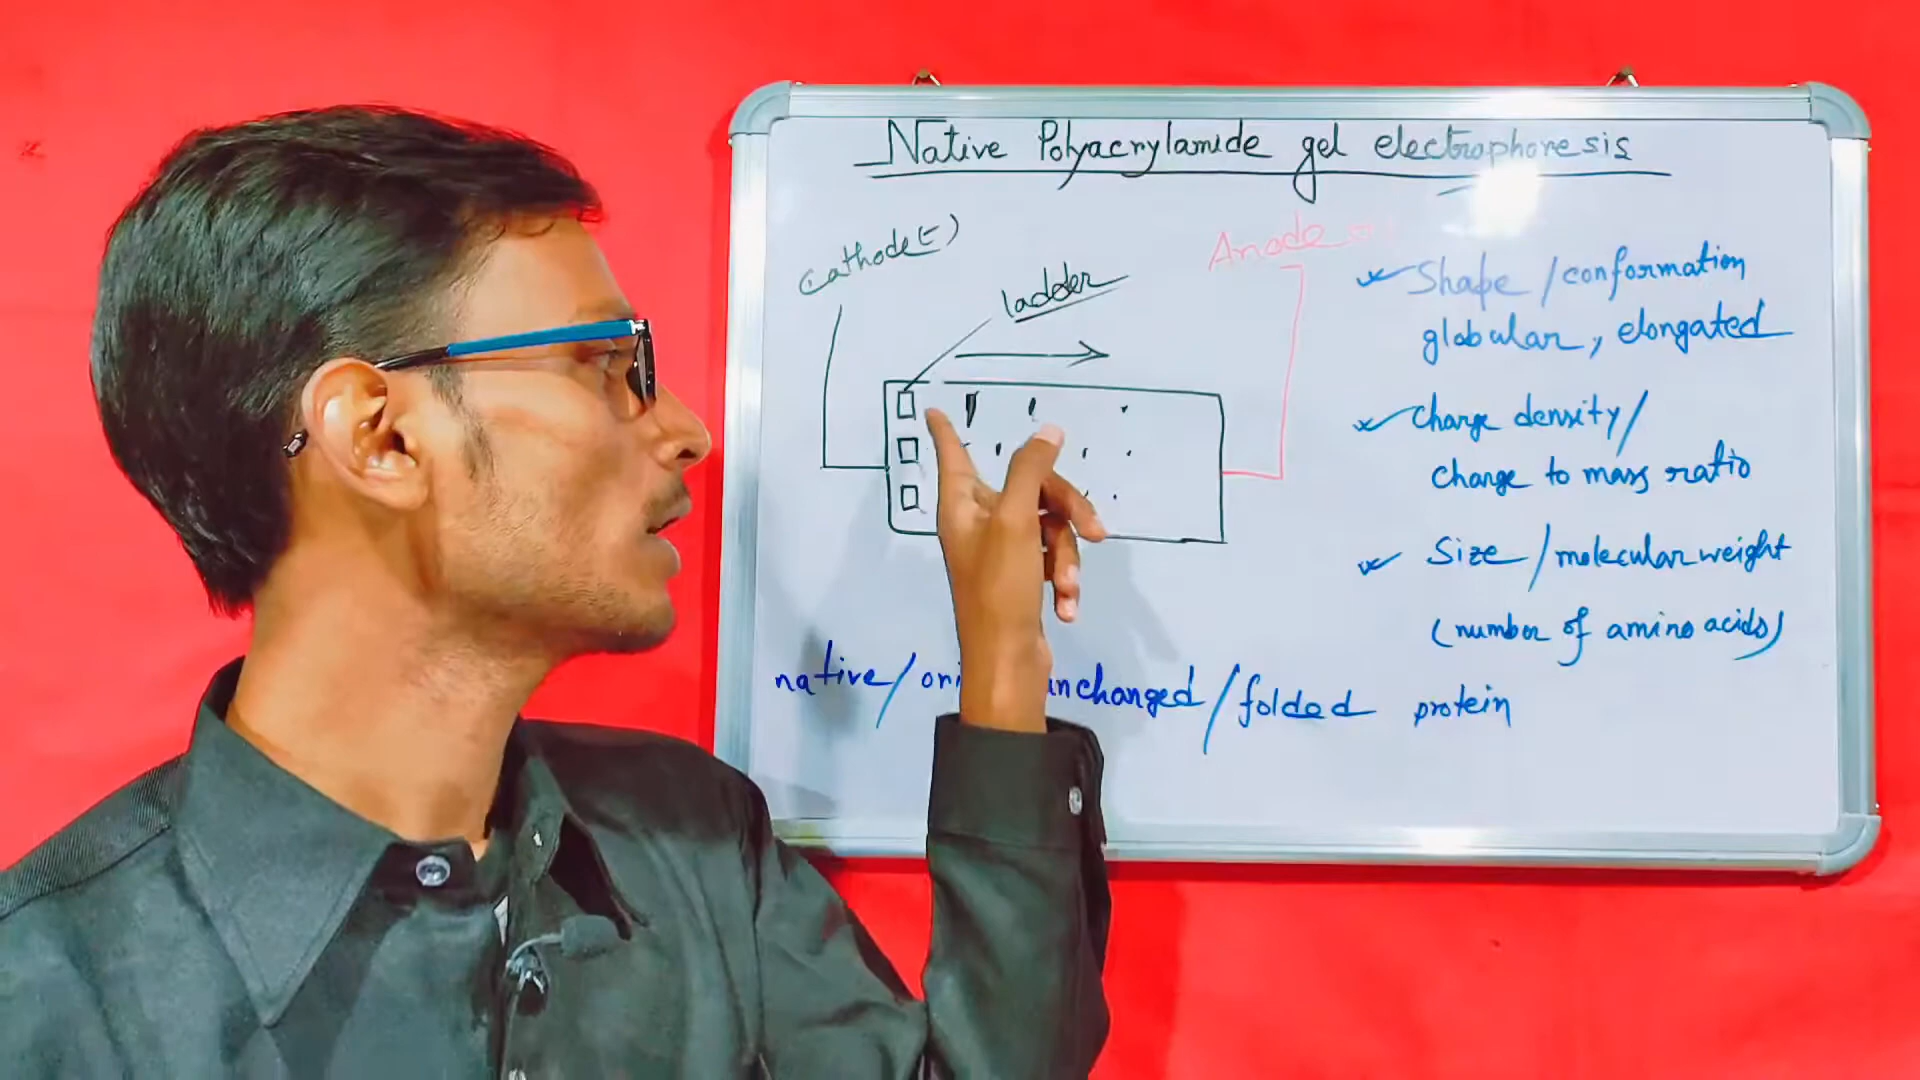 Native Polyacrylamide gel electrophoresis
Cathode (-)
Anode
ladder
Shape / conformation
globular, elongated
Charge density /
charge to mass ratio
Size / molecular weight
(number of amino acids)
native / unchanged / folded protein